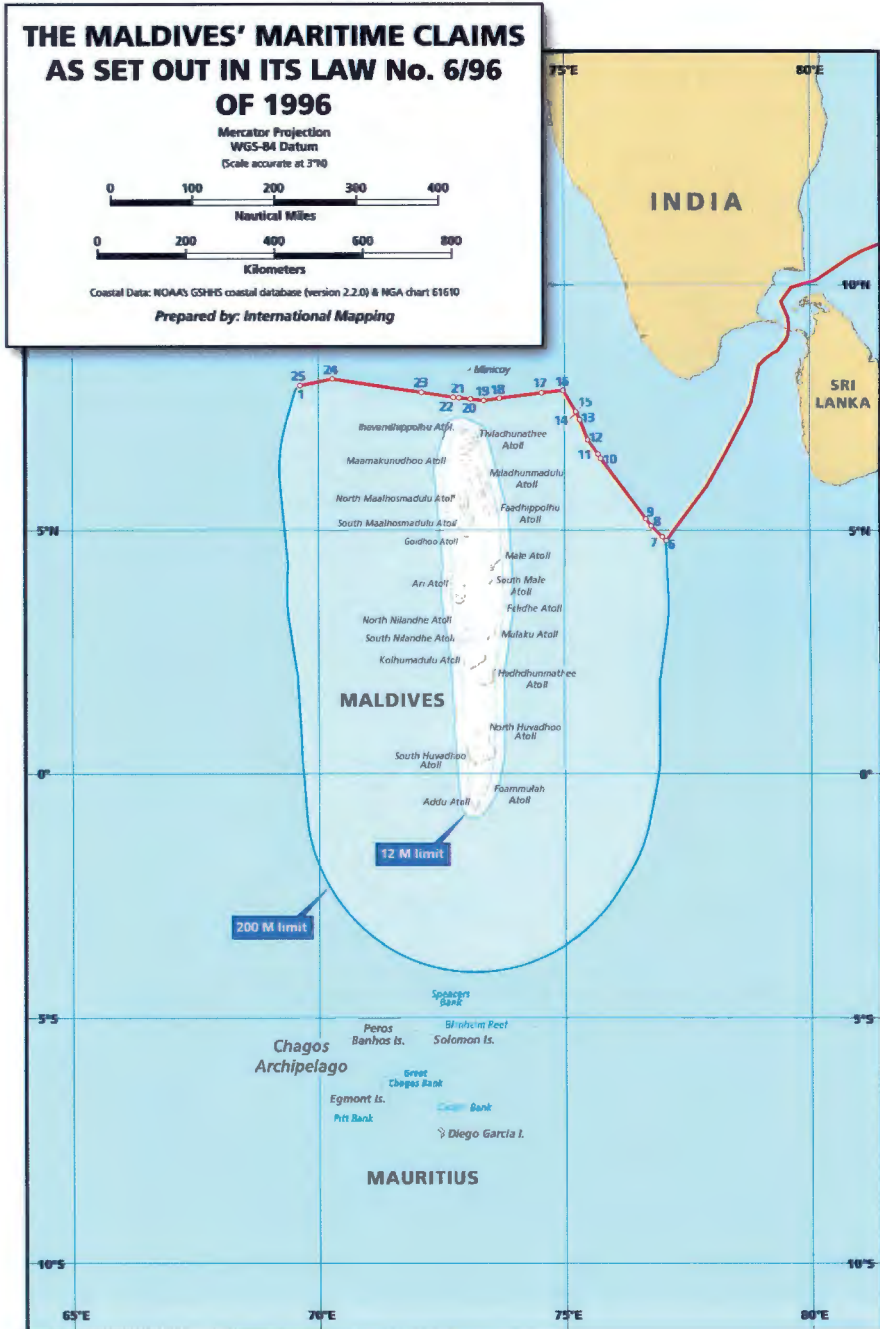 THE MALDIVES' MARITIME CLAIMS
AS SET OUT IN ITS LAW No. 6/96
OF 1996
Mercator Projection
WGS-84 Datum
(Scale accurate at 3°N)
0 100 200 300 400
Nautical Miles
0 200 400 600 800
Kilometers
Coastal Data: NOAA's GSHHS coastal database (version 2.2.0) & NGA chart 61610
Prepared by: International Mapping
75°E
80°E
INDIA
10°N
SRI
LANKA
Minicoy
25
24
1
23
21
22
20
19
18
17
16
15
14
13
12
11
10
9
8
7
6
Ihavandhippolhu Atoll
Thiladhunathee
Atoll
Maamakunudhoo Atoll
Miladhunmadulu
Atoll
North Maalhosmadulu Atoll
Faadhippolhu
Atoll
South Maalhosmadulu Atoll
5°N
Goidhoo Atoll
Male Atoll
Ari Atoll
South Male
Atoll
Felidhe Atoll
North Nilandhe Atoll
South Nilandhe Atoll
Mulaku Atoll
Kolhumadulu Atoll
Hadhdhunmathee
Atoll
MALDIVES
North Huvadhoo
Atoll
South Huvadhoo
Atoll
0°
0°
Foammulah
Atoll
Addu Atoll
12 M limit
200 M limit
Speakers
Bank
5°S
5°S
Blenheim Reef
Peros
Banhos Is.
Solomon Is.
Chagos
Archipelago
Great
Chagos Bank
Egmont Is.
Pitt Bank
Bank
Diego Garcia I.
MAURITIUS
10°S
10°S
65°E
70°E
75°E
80°E
5°N